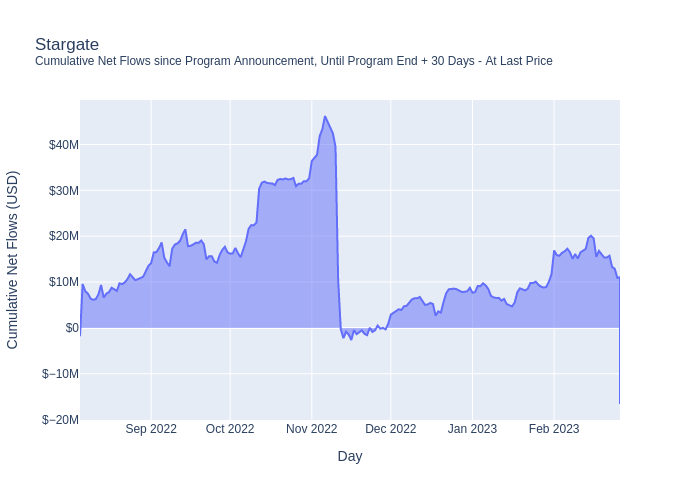 Stargate
Cumulative Net Flows since Program Announcement, Until Program End + 30 Days - At Last Price
Cumulative Net Flows (USD)
$40M
$30M
$20M
$10M
$0
$−10M
$−20M
Sep 2022
Oct 2022
Nov 2022
Dec 2022
Jan 2023
Feb 2023
Day